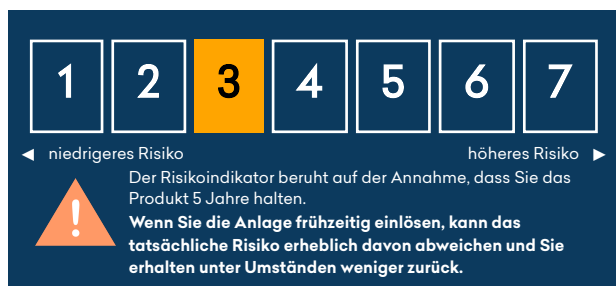 1 2 3 4 5 6 7
◄ niedrigeres Risiko höheres Risiko ►
Der Risikoindikator beruht auf der Annahme, dass Sie das
Produkt 5 Jahre halten.
!
Wenn Sie die Anlage frühzeitig einlösen, kann das
tatsächliche Risiko erheblich davon abweichen und Sie
erhalten unter Umständen weniger zurück.